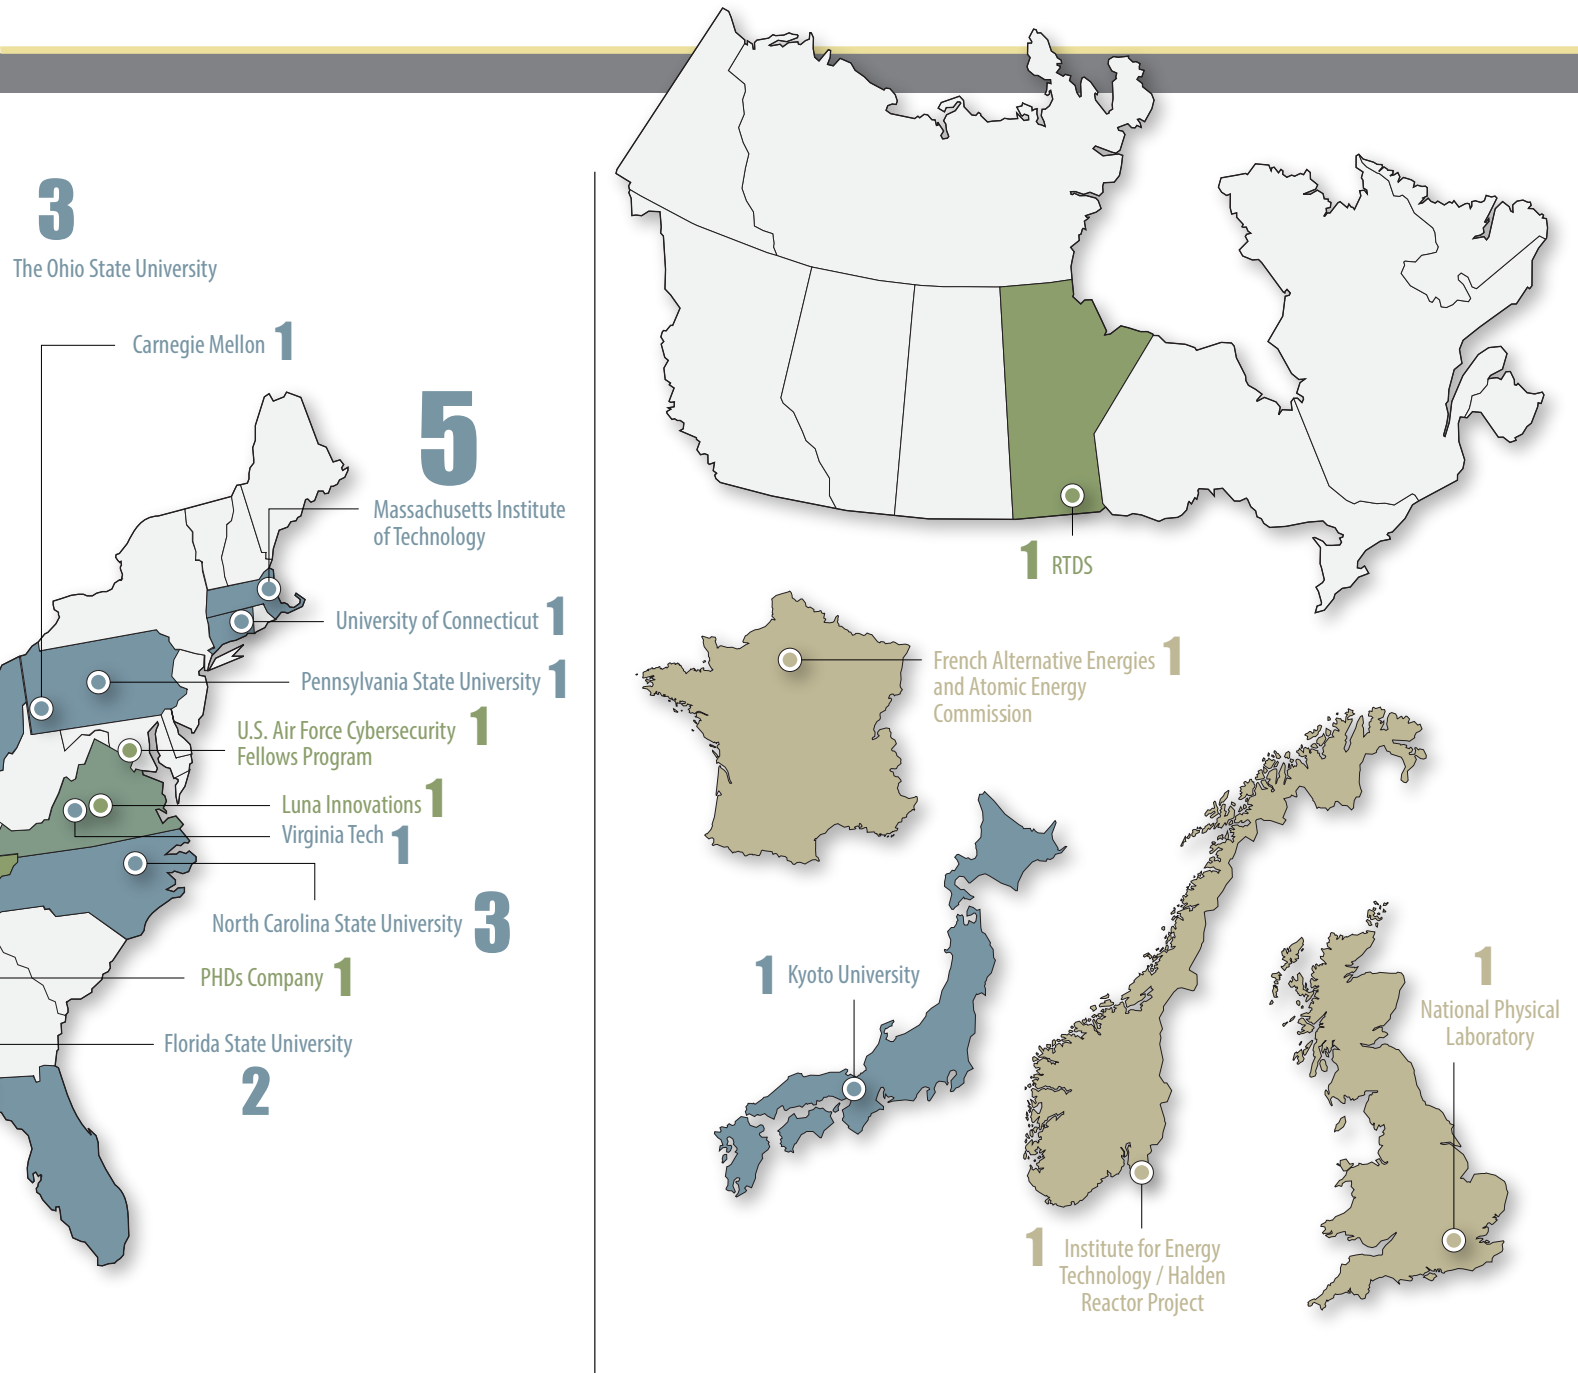 3
The Ohio State University
Carnegie Mellon 1
5
Massachusetts Institute
of Technology
University of Connecticut 1
Pennsylvania State University 1
U.S. Air Force Cybersecurity 1
Fellows Program
Luna Innovations 1
Virginia Tech 1
North Carolina State University 3
PHDs Company 1
Florida State University
2
1 RTDS
French Alternative Energies 1
and Atomic Energy
Commission
1 Kyoto University
1
National Physical
Laboratory
1 Institute for Energy
Technology / Halden
Reactor Project